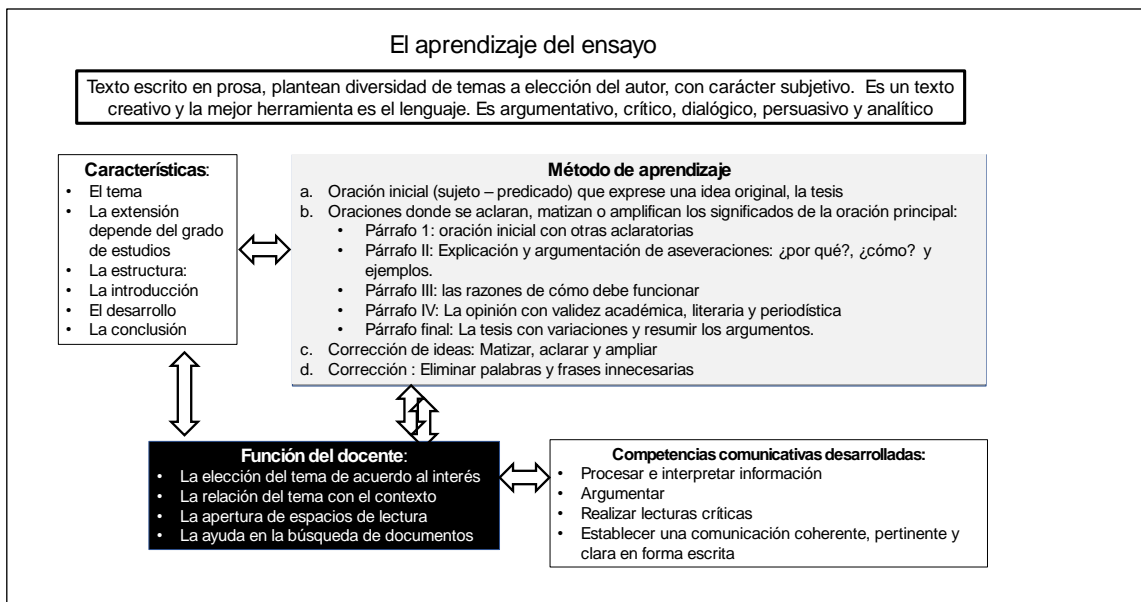 El aprendizaje del ensayo
Texto escrito en prosa, plantean diversidad de temas a elección del autor, con carácter subjetivo. Es un texto
creativo y la mejor herramienta es el lenguaje. Es argumentativo, crítico, dialógico, persuasivo y analítico
Características:
• El tema
• La extensión
depende del grado
de estudios
• La estructura:
• La introducción
• El desarrollo
• La conclusión
Método de aprendizaje
a. Oración inicial (sujeto – predicado) que exprese una idea original, la tesis
b. Oraciones donde se aclaran, matizan o amplifican los significados de la oración principal:
• Párrafo 1: oración inicial con otras aclaratorias
• Párrafo II: Explicación y argumentación de aseveraciones: ¿por qué?, ¿cómo? y
ejemplos.
• Párrafo III: las razones de cómo debe funcionar
• Párrafo IV: La opinión con validez académica, literaria y periodística
• Párrafo final: La tesis con variaciones y resumir los argumentos.
c. Corrección de ideas: Matizar, aclarar y ampliar
d. Corrección : Eliminar palabras y frases innecesarias
Función del docente:
• La elección del tema de acuerdo al interés
• La relación del tema con el contexto
• La apertura de espacios de lectura
• La ayuda en la búsqueda de documentos
Competencias comunicativas desarrolladas:
• Procesar e interpretar información
• Argumentar
• Realizar lecturas críticas
• Establecer una comunicación coherente, pertinente y
clara en forma escrita